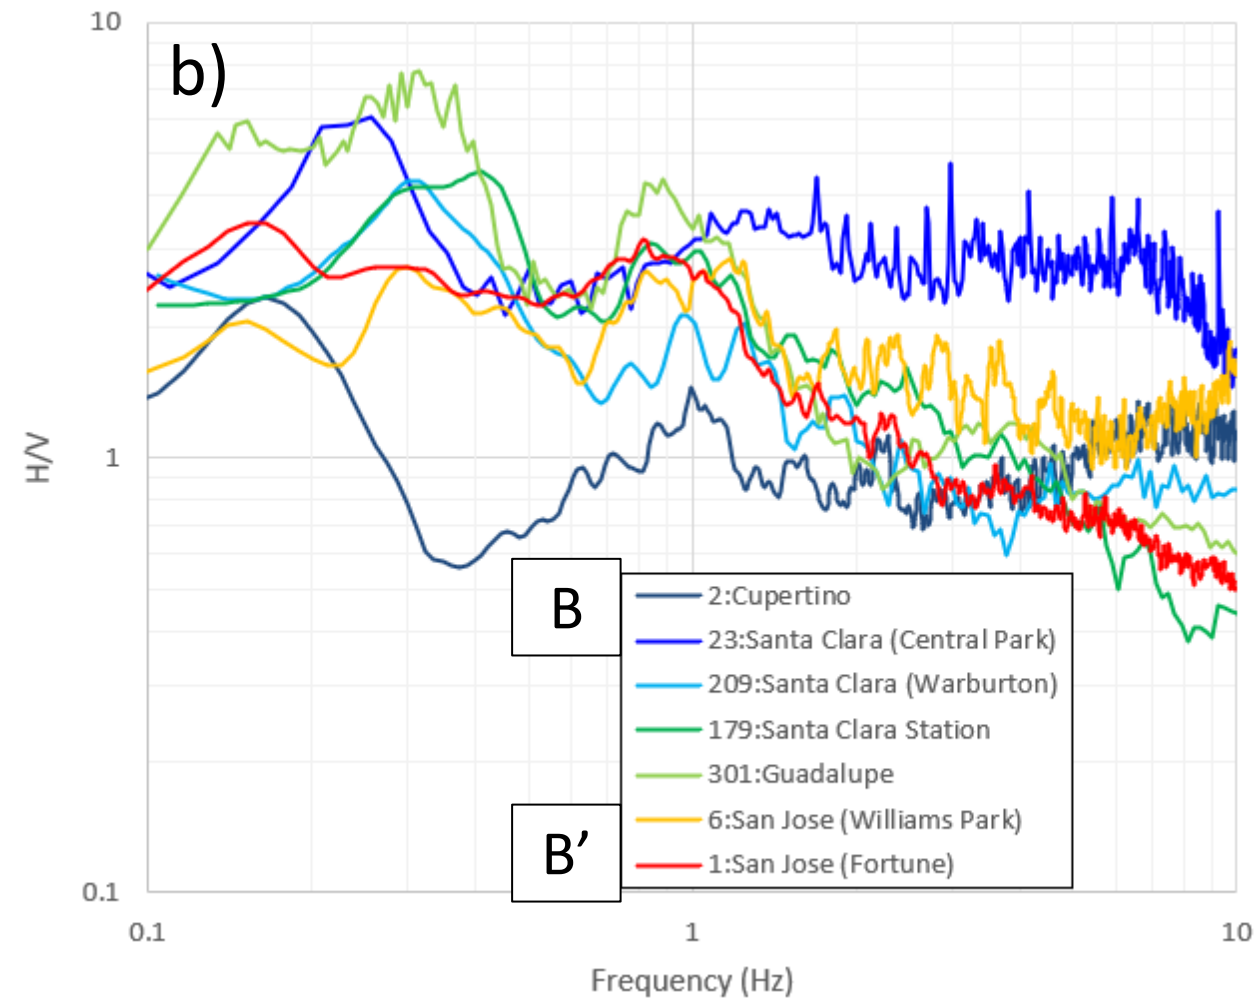 10
b)
H/V
1
B
2:Cupertino
23:Santa Clara (Central Park)
209:Santa Clara (Warburton)
179:Santa Clara Station
301:Guadalupe
B’
6:San Jose (Williams Park)
1:San Jose (Fortune)
0.1
0.1 1 10
Frequency (Hz)